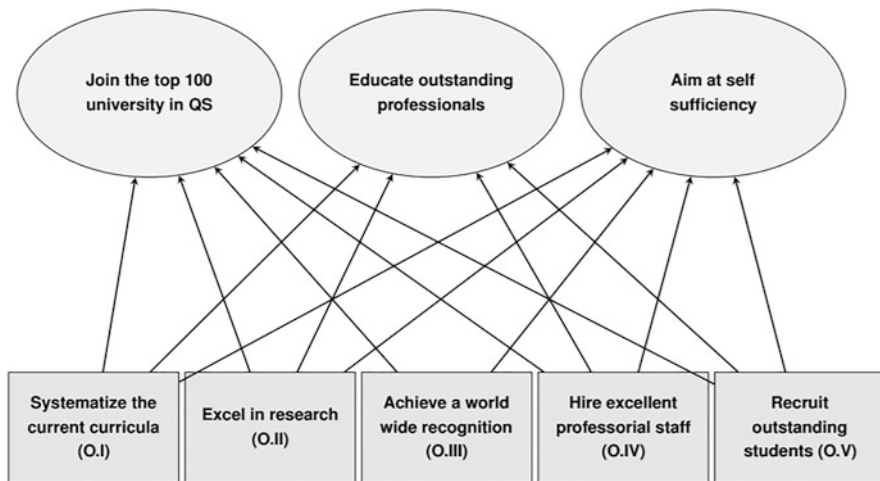 Join the top 100
university in QS
Educate outstanding
professionals
Aim at self
sufficiency
Systematize the
current curricula
(O.I)
Excel in research
(O.II)
Achieve a world
wide recognition
(O.III)
Hire excellent
professorial staff
(O.IV)
Recruit
outstanding
students (O.V)